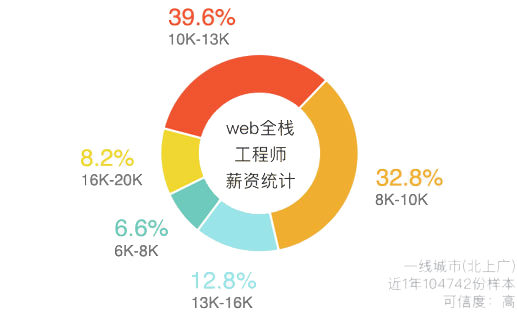 39.6%
10K-13K
web全栈
工程师
薪资统计
8.2%
16K-20K
32.8%
8K-10K
6.6%
6K-8K
12.8%
13K-16K
一线城市(北上广)
近1年104742份样本
可信度：高